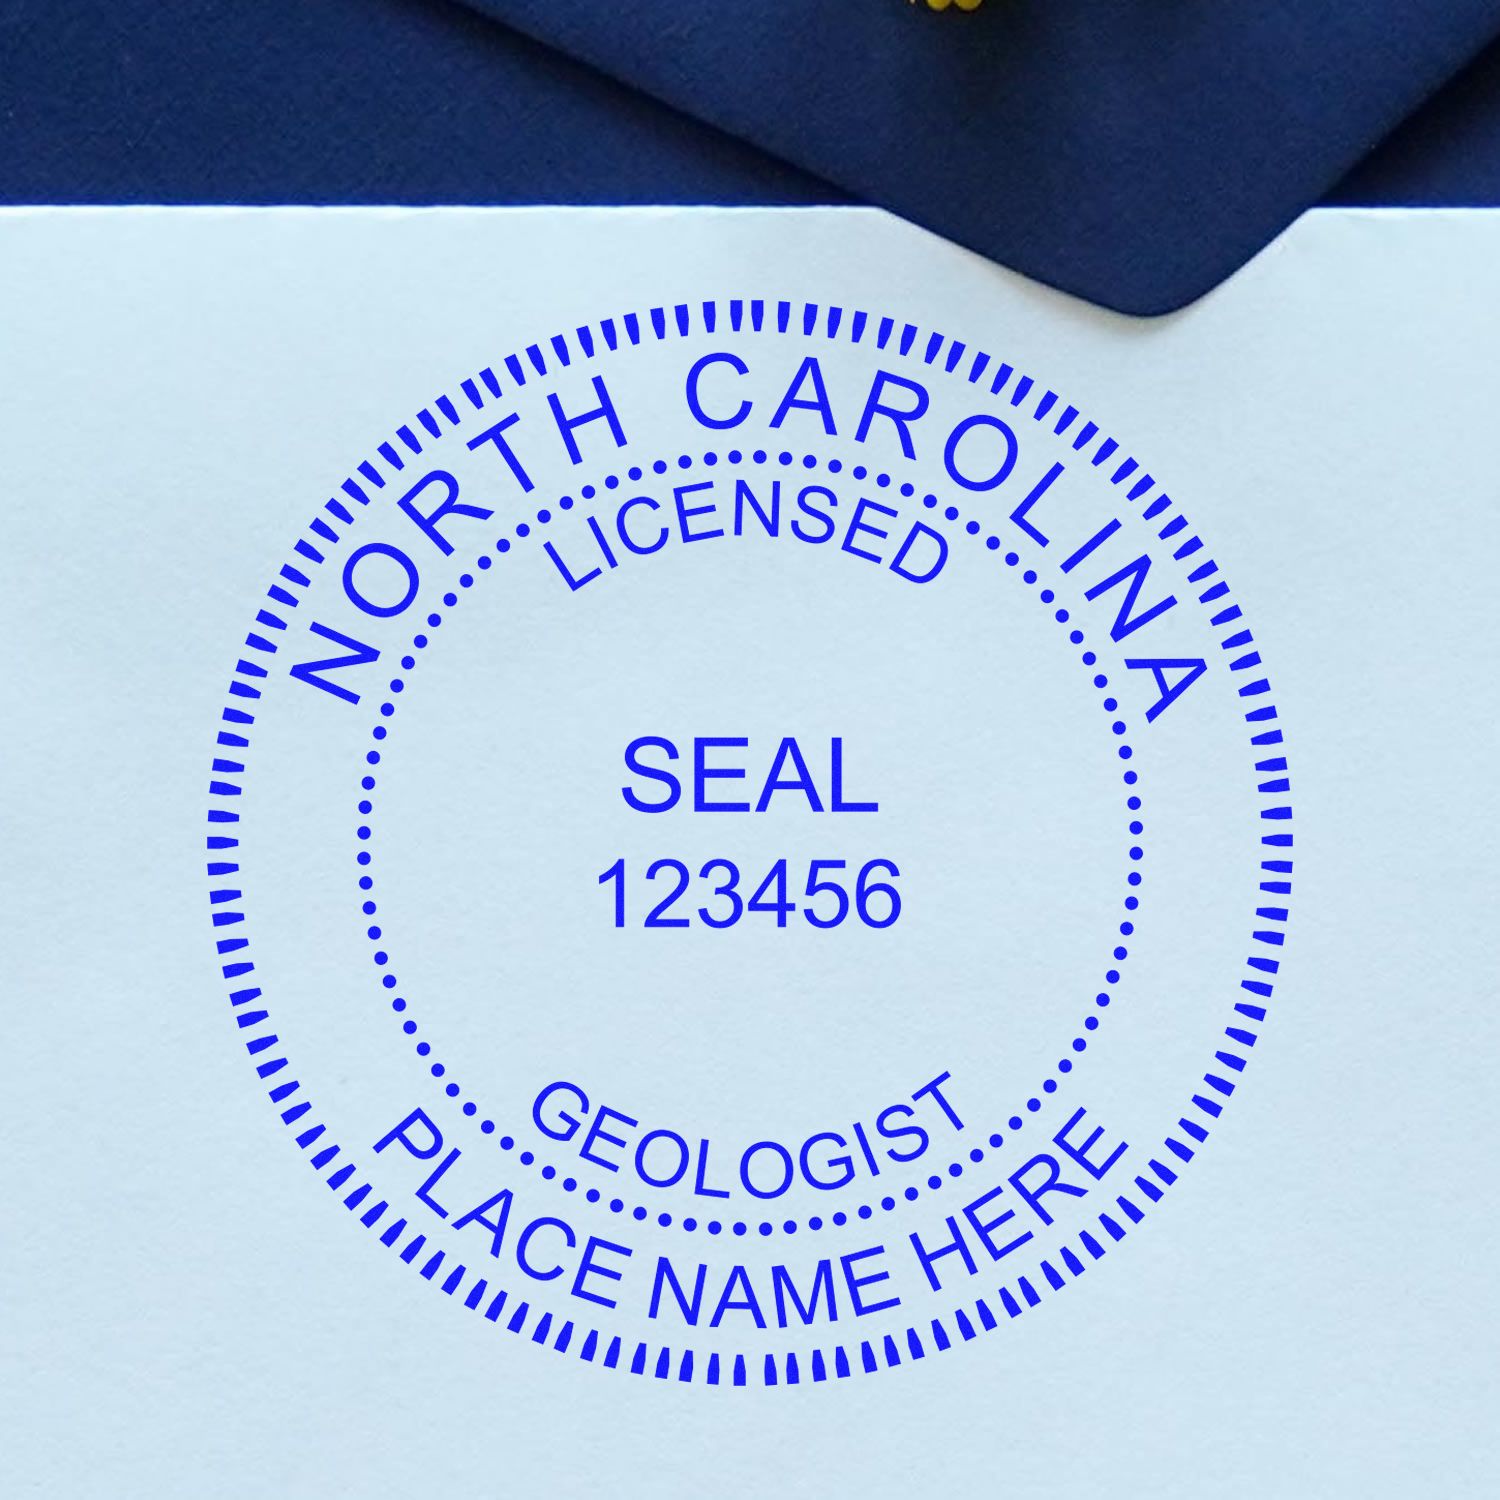 NORTH CAROLINA
LICENSED
SEAL
123456
GEOLOGIST
PLACE NAME HERE